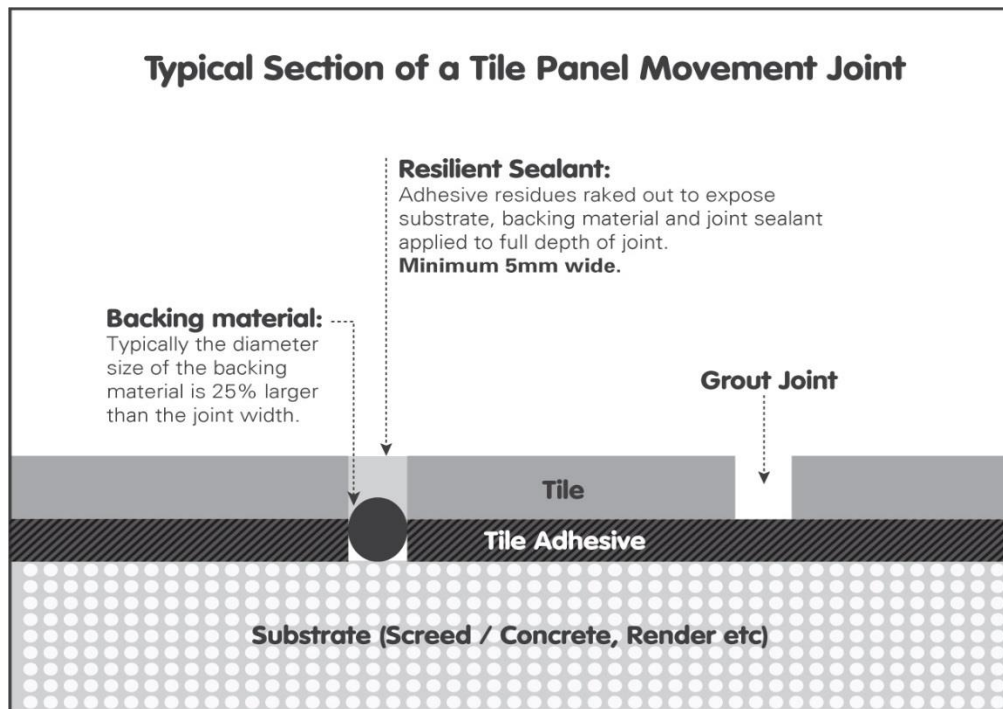 Typical Section of a Tile Panel Movement Joint
Resilient Sealant:
Adhesive residues raked out to expose
substrate, backing material and joint sealant
applied to full depth of joint.
Minimum 5mm wide.
Backing material:
Typically the diameter
size of the backing
material is 25% larger
than the joint width.
Grout Joint
Tile
Tile Adhesive
Substrate (Screed / Concrete, Render etc)